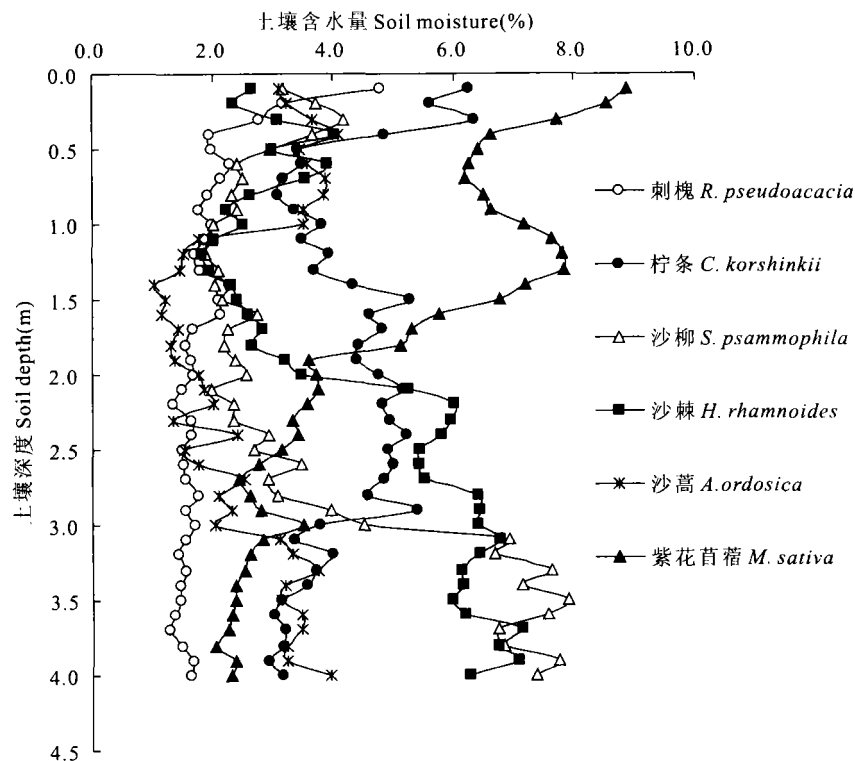 土壤含水量 Soil moisture(%)
0.0 2.0 4.0 6.0 8.0 10.0
0.0
0.5
1.0
1.5
2.0
2.5
3.0
3.5
4.0
4.5
土壤深度 Soil depth(m)
刺槐 R. pseudoacacia
柠条 C. korshinkii
沙柳 S. psammophila
沙棘 H. rhamnoides
沙蒿 A.ordosica
紫花苜蓿 M. sativa